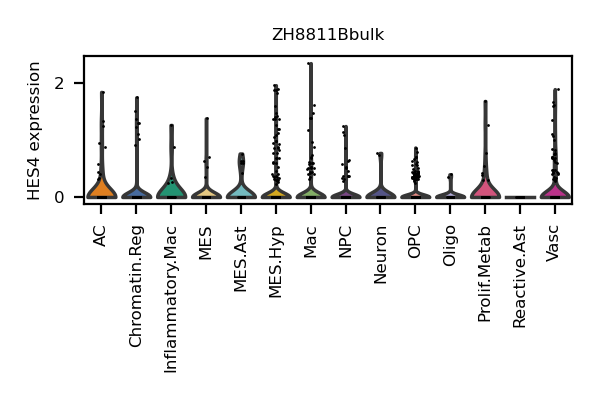 ZH8811Bbulk
HES4 expression
2
0
AC
Chromatin.Reg
Inflammatory.Mac
MES
MES.Ast
MES.Hyp
Mac
NPC
Neuron
OPC
Oligo
Prolif.Metab
Reactive.Ast
Vasc